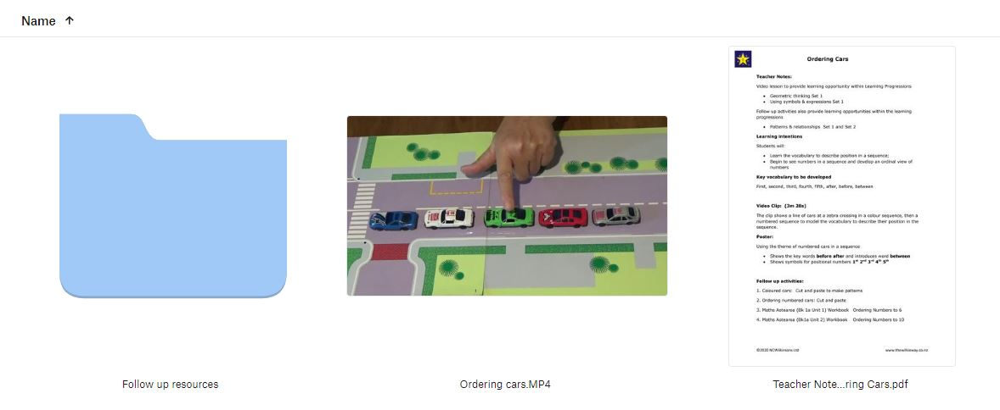 Name ↑
Ordering Cars
Teacher Notes:
Video lesson to provide learning opportunity within Learning Progressions
• Geometric thinking Set 1
• Using symbols & expressions Set 1
Follow up activities also provide learning opportunities within the learning
progressions
• Patterns & relationships Set 1 and Set 2
Learning intentions
Students will:
• Learn the vocabulary to describe position in a sequence;
• Begin to see numbers in a sequence and develop an ordinal view of
numbers
Key vocabulary to be developed
First, second, third, fourth, fifth, after, before, between
Video Clip: (3m 28s)
The clip shows a line of cars at a zebra crossing in a colour sequence, then a
numbered sequence to model the vocabulary to describe their position in the
sequence.
Poster:
Using the theme of numbered cars in a sequence
• Shows the key words before after and introduces word between
• Shows symbols for positional numbers 1st 2nd 3rd 4th 5th
Follow up activities:
1. Coloured cars: Cut and paste to make patterns
2. Ordering numbered cars: Cut and paste
3. Maths Aotearoa (Bk 1a Unit 1) Workbook Ordering Numbers to 6
4. Maths Aotearoa (Bk1a Unit 2) Workbook Ordering Numbers to 10
©2020 NCWilkinsons Ltd www.thewilkieway.co.nz
Follow up resources
Ordering cars.MP4
Teacher Note...ring Cars.pdf